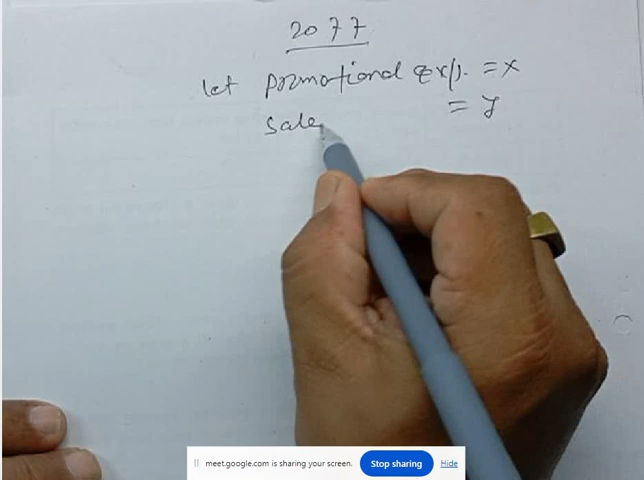 2077
let promotional Exp. = x
sale = y
meet.google.com is sharing your screen. Stop sharing Hide